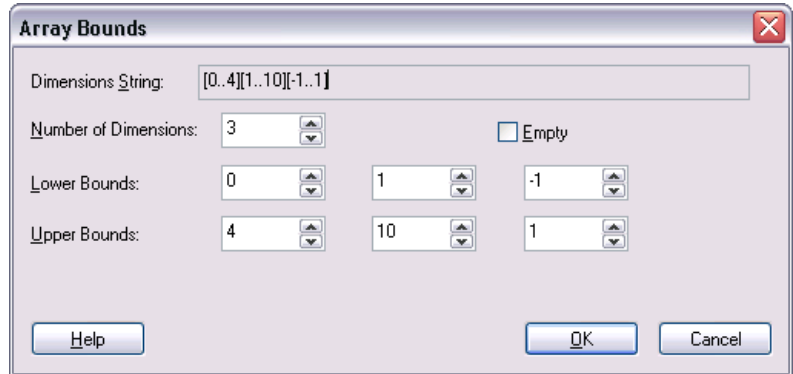 Array Bounds
Dimensions String: [0..4][1..10][-1..1]
Number of Dimensions: 3 Empty
Lower Bounds: 0 1 -1
Upper Bounds: 4 10 1
Help OK Cancel